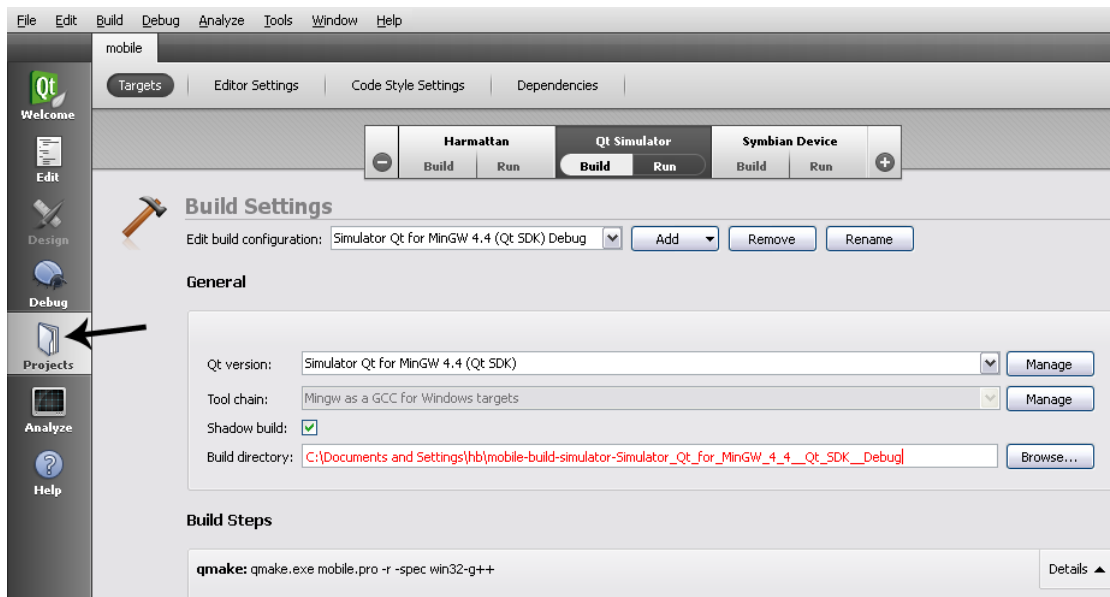 File Edit Build Debug Analyze Tools Window Help
mobile
Targets Editor Settings Code Style Settings Dependencies
Qt
Welcome
Harmattan Qt Simulator Symbian Device
Build Run Build Run Build Run
Edit
Build Settings
Design
Edit build configuration: Simulator Qt for MinGW 4.4 (Qt SDK) Debug Add Remove Rename
General
Debug
Projects
Qt version: Simulator Qt for MinGW 4.4 (Qt SDK) Manage
Tool chain: Mingw as a GCC for Windows targets Manage
Analyze
Shadow build:
Build directory: C:\Documents and Settings\hb\mobile-build-simulator-Simulator_Qt_for_MinGW_4_4__Qt_SDK__Debug Browse...
Help
Build Steps
qmake: qmake.exe mobile.pro -r -spec win32-g++ Details